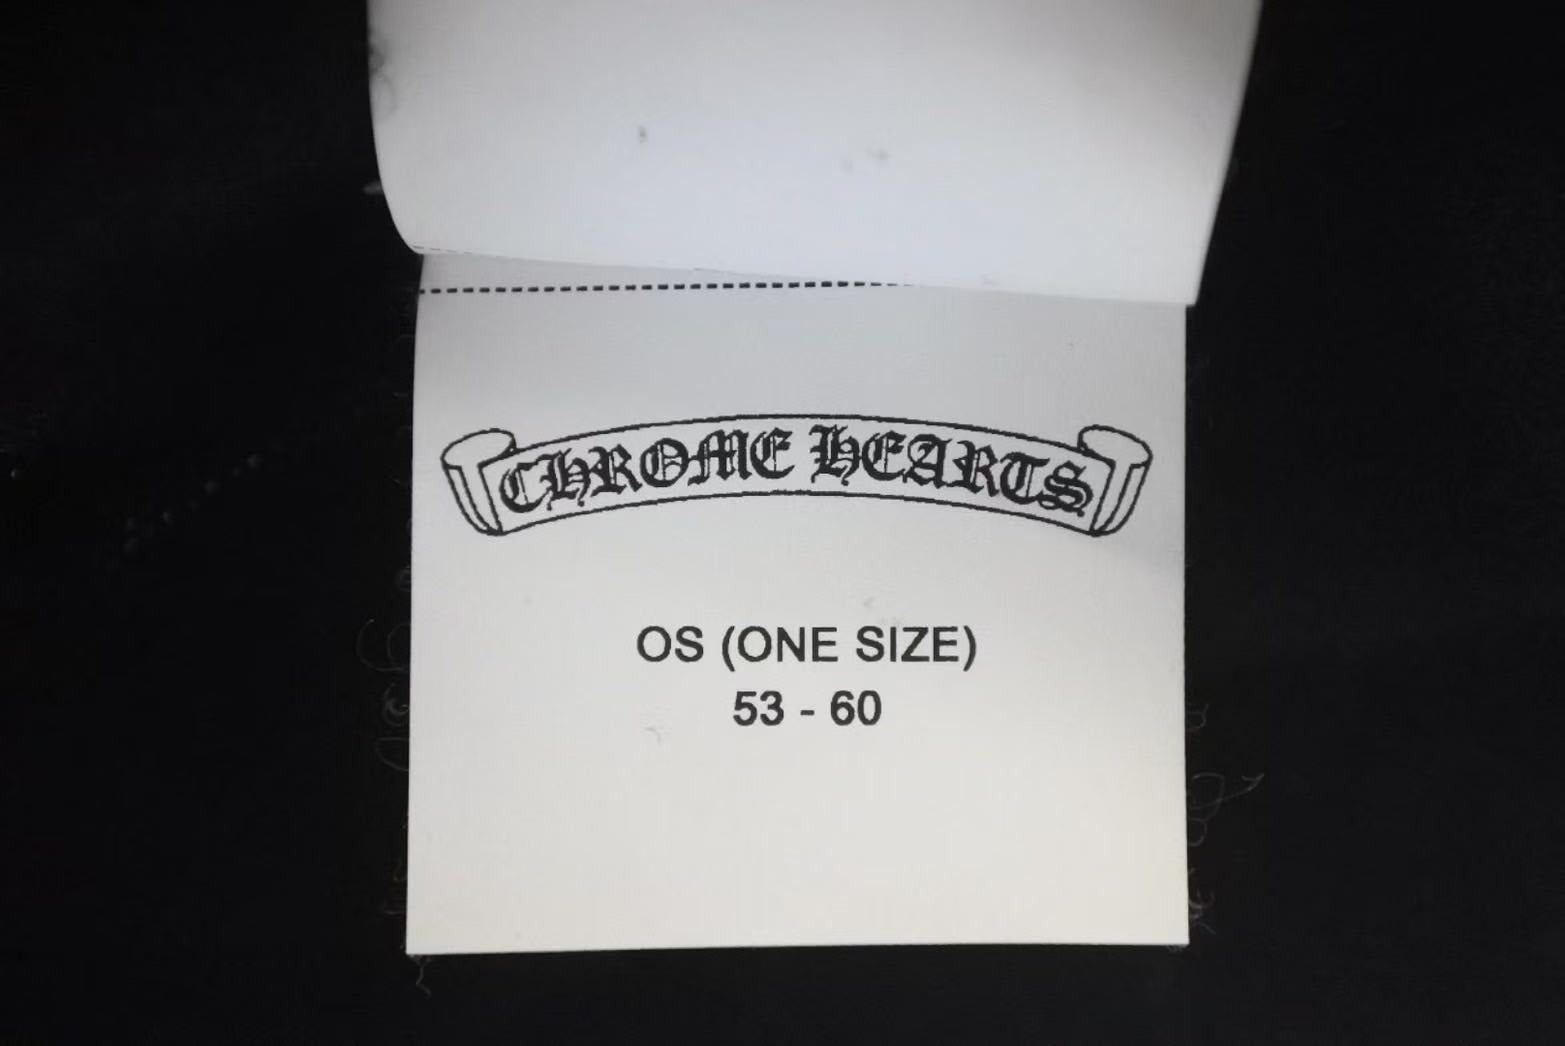 CHROME HEARTS
OS (ONE SIZE)
53 - 60